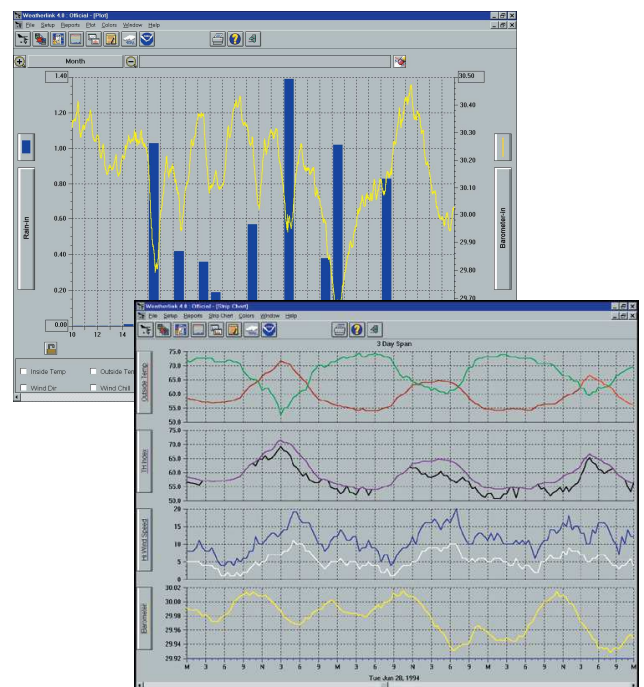 Weatherlink 4.0 : Official - [Plot]
File Setup Reports Plot Colors Window Help
Month
1.40
1.20
1.00
0.80
0.60
0.40
0.20
0.00
Rain-in
30.50
30.40
30.30
30.20
30.10
30.00
29.90
29.80
29.70
Barometer-in
10 12 14
Inside Temp
Outside Tem
Wind Dir
Wind Chill
Weatherlink 4.0 : Official - [Strip Chart]
File Setup Reports Strip Chart Colors Window Help
3 Day Span
Outside Temp
75.0
70.0
65.0
60.0
55.0
50.0
TH Index
75.0
70.0
65.0
60.0
55.0
50.0
Hi Wind Speed
20
15
10
5
0
Barometer
30.02
30.00
29.96
29.94
29.92
M 3 6 9 N 3 6 9 M 3 6 9 N 3 6 9 M 3 6 9 N 3 6 9 M
Tue Jun 28, 1994